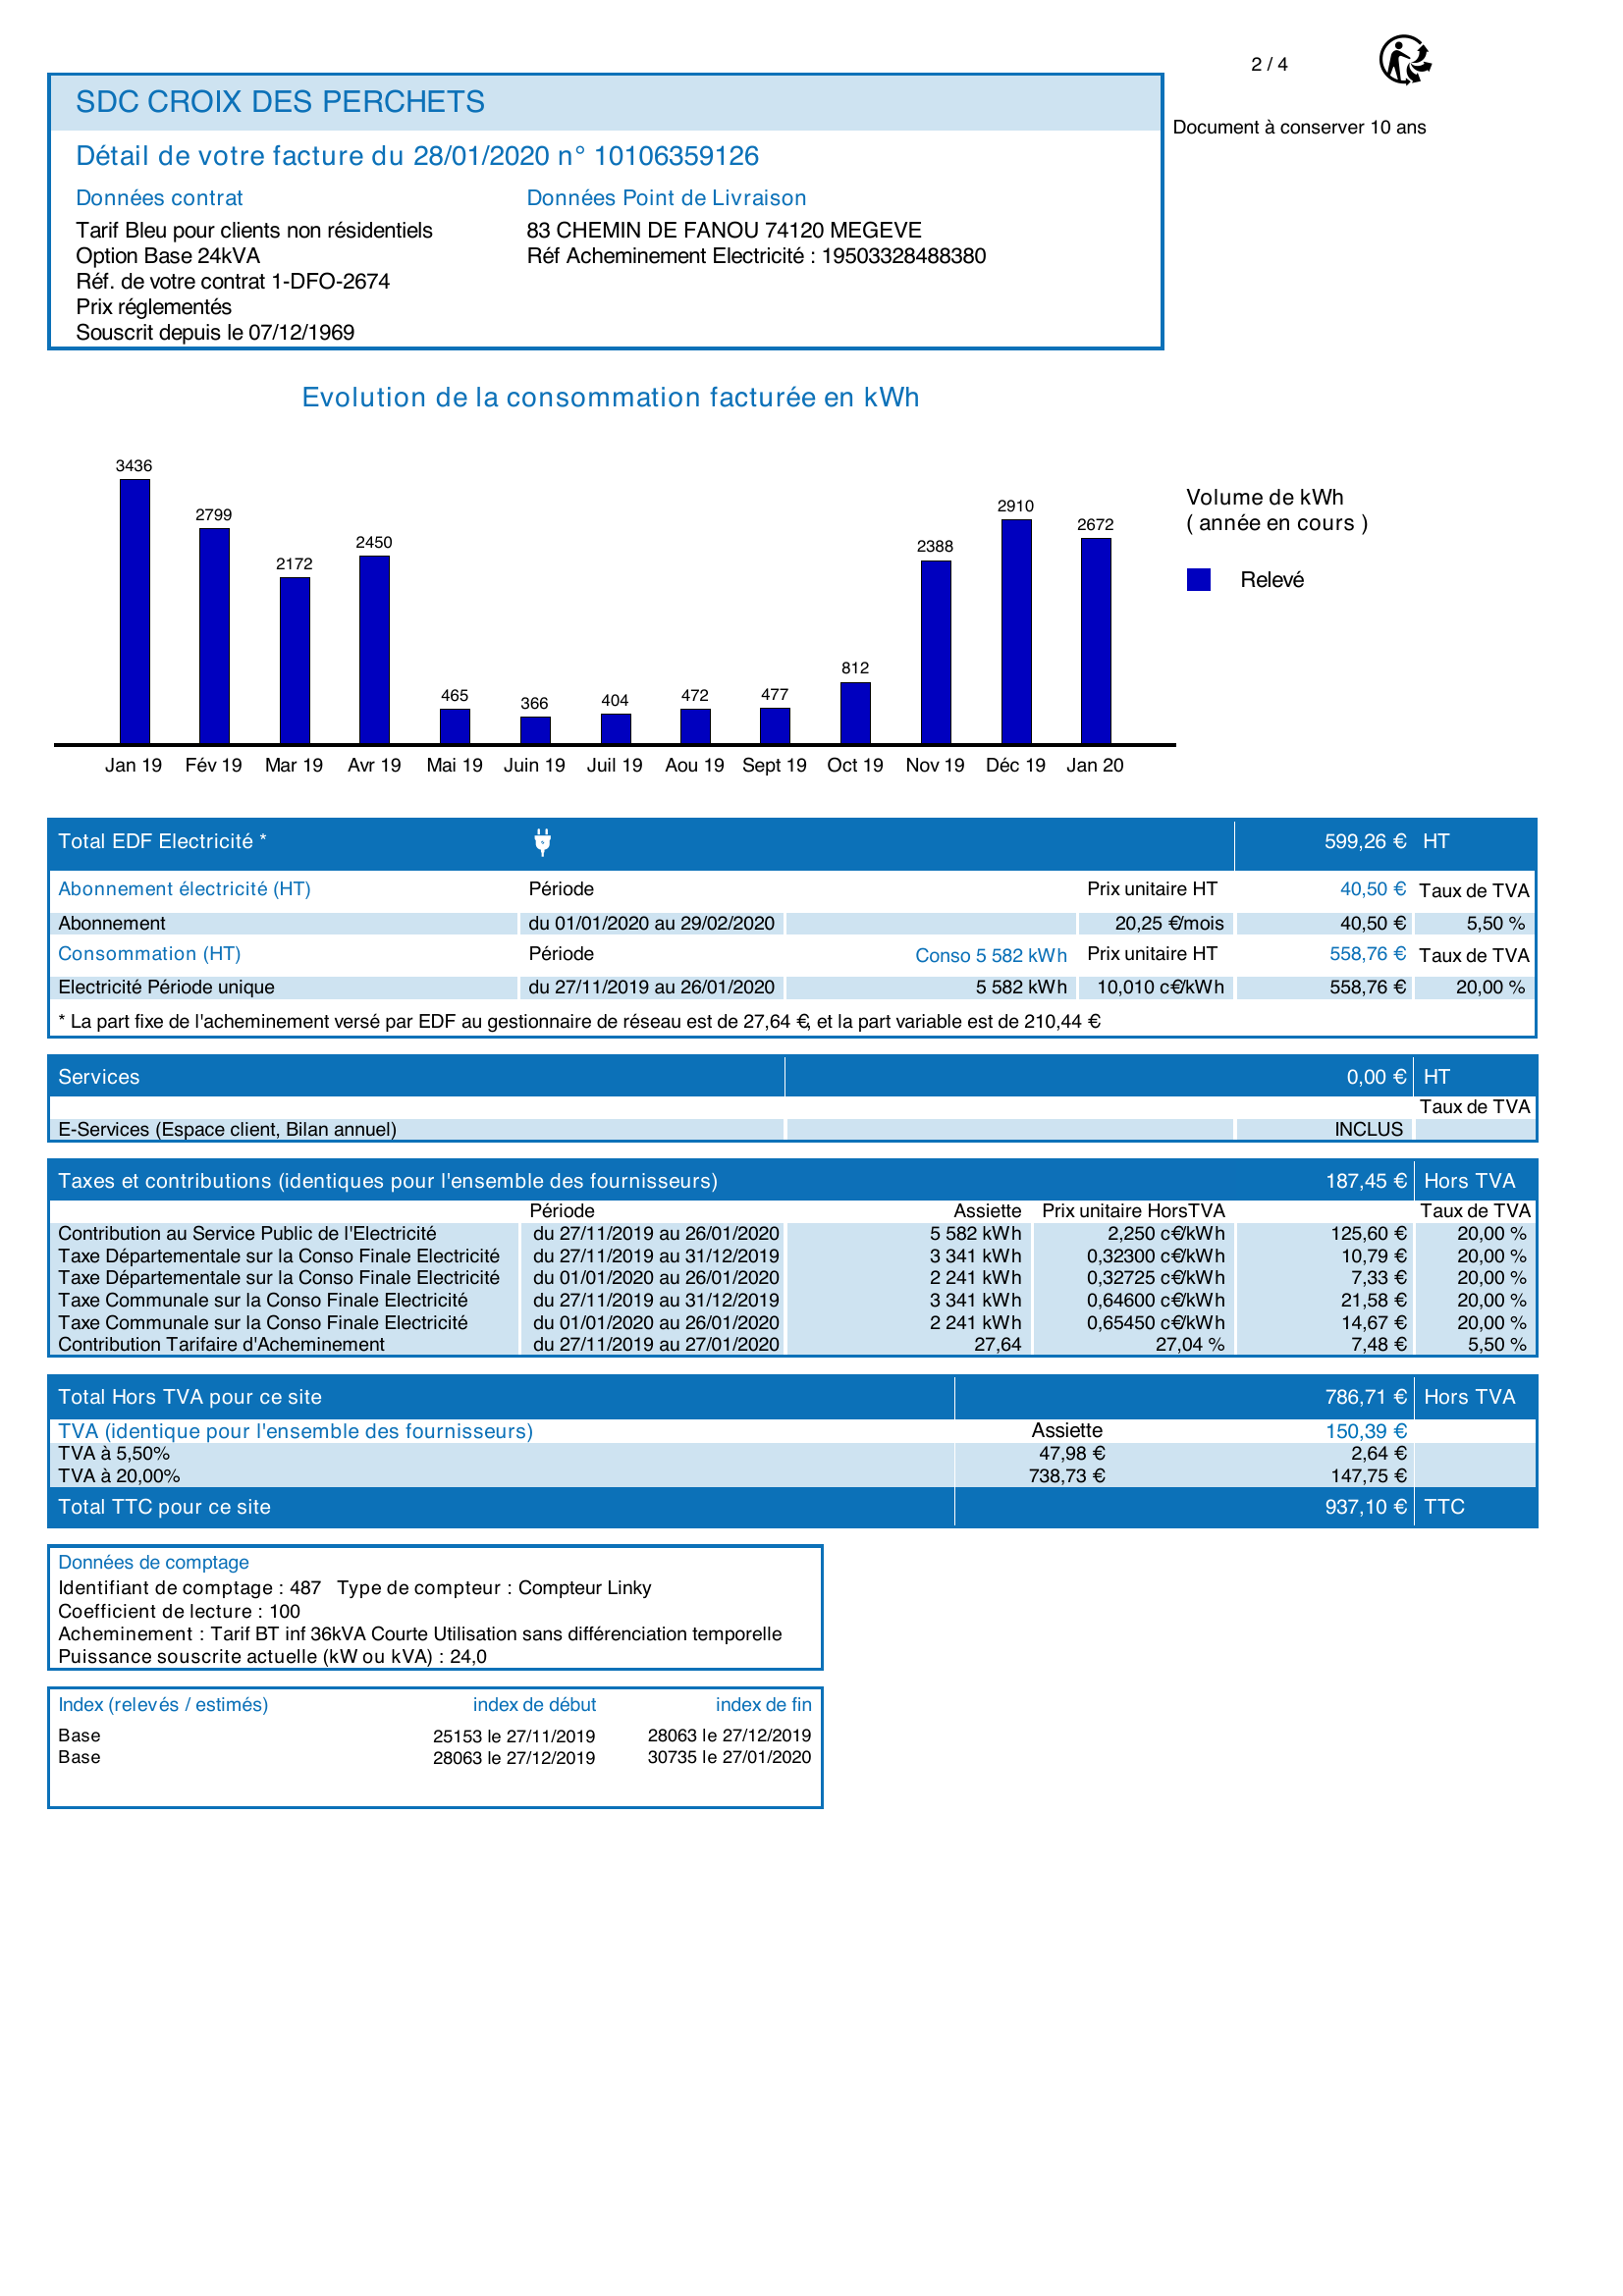 2 / 4
SDC CROIX DES PERCHETS
Document à conserver 10 ans
Détail de votre facture du 28/01/2020 n° 10106359126
Données contrat Données Point de Livraison
Tarif Bleu pour clients non résidentiels 83 CHEMIN DE FANOU 74120 MEGEVE
Option Base 24kVA Réf Acheminement Electricité : 19503328488380
Réf. de votre contrat 1-DFO-2674
Prix réglementés
Souscrit depuis le 07/12/1969
Evolution de la consommation facturée en kWh
3436 2799 2172 2450 465 366 404 472 477 812 2388 2910 2672
Volume de kWh
( année en cours )
Relevé
Jan 19 Fév 19 Mar 19 Avr 19 Mai 19 Juin 19 Juil 19 Aou 19 Sept 19 Oct 19 Nov 19 Déc 19 Jan 20
Total EDF Electricité * 599,26 € HT
Abonnement électricité (HT) Période Prix unitaire HT 40,50 € Taux de TVA
Abonnement du 01/01/2020 au 29/02/2020 20,25 €/mois 40,50 € 5,50 %
Consommation (HT) Période Conso 5 582 kWh Prix unitaire HT 558,76 € Taux de TVA
Electricité Période unique du 27/11/2019 au 26/01/2020 5 582 kWh 10,010 c€/kWh 558,76 € 20,00 %
* La part fixe de l'acheminement versé par EDF au gestionnaire de réseau est de 27,64 €, et la part variable est de 210,44 €
Services 0,00 € HT
Taux de TVA
E-Services (Espace client, Bilan annuel) INCLUS
Taxes et contributions (identiques pour l'ensemble des fournisseurs) 187,45 € Hors TVA
Période Assiette Prix unitaire HorsTVA Taux de TVA
Contribution au Service Public de l'Electricité du 27/11/2019 au 26/01/2020 5 582 kWh 2,250 c€/kWh 125,60 € 20,00 %
Taxe Départementale sur la Conso Finale Electricité du 27/11/2019 au 31/12/2019 3 341 kWh 0,32300 c€/kWh 10,79 € 20,00 %
Taxe Départementale sur la Conso Finale Electricité du 01/01/2020 au 26/01/2020 2 241 kWh 0,32725 c€/kWh 7,33 € 20,00 %
Taxe Communale sur la Conso Finale Electricité du 27/11/2019 au 31/12/2019 3 341 kWh 0,64600 c€/kWh 21,58 € 20,00 %
Taxe Communale sur la Conso Finale Electricité du 01/01/2020 au 26/01/2020 2 241 kWh 0,65450 c€/kWh 14,67 € 20,00 %
Contribution Tarifaire d'Acheminement du 27/11/2019 au 27/01/2020 27,64 27,04 % 7,48 € 5,50 %
Total Hors TVA pour ce site 786,71 € Hors TVA
TVA (identique pour l'ensemble des fournisseurs) Assiette 150,39 €
TVA à 5,50% 47,98 € 2,64 €
TVA à 20,00% 738,73 € 147,75 €
Total TTC pour ce site 937,10 € TTC
Données de comptage
Identifiant de comptage : 487 Type de compteur : Compteur Linky
Coefficient de lecture : 100
Acheminement : Tarif BT inf 36kVA Courte Utilisation sans différenciation temporelle
Puissance souscrite actuelle (kW ou kVA) : 24,0
Index (relevés / estimés) index de début index de fin
Base 25153 le 27/11/2019 28063 le 27/12/2019
Base 28063 le 27/12/2019 30735 le 27/01/2020